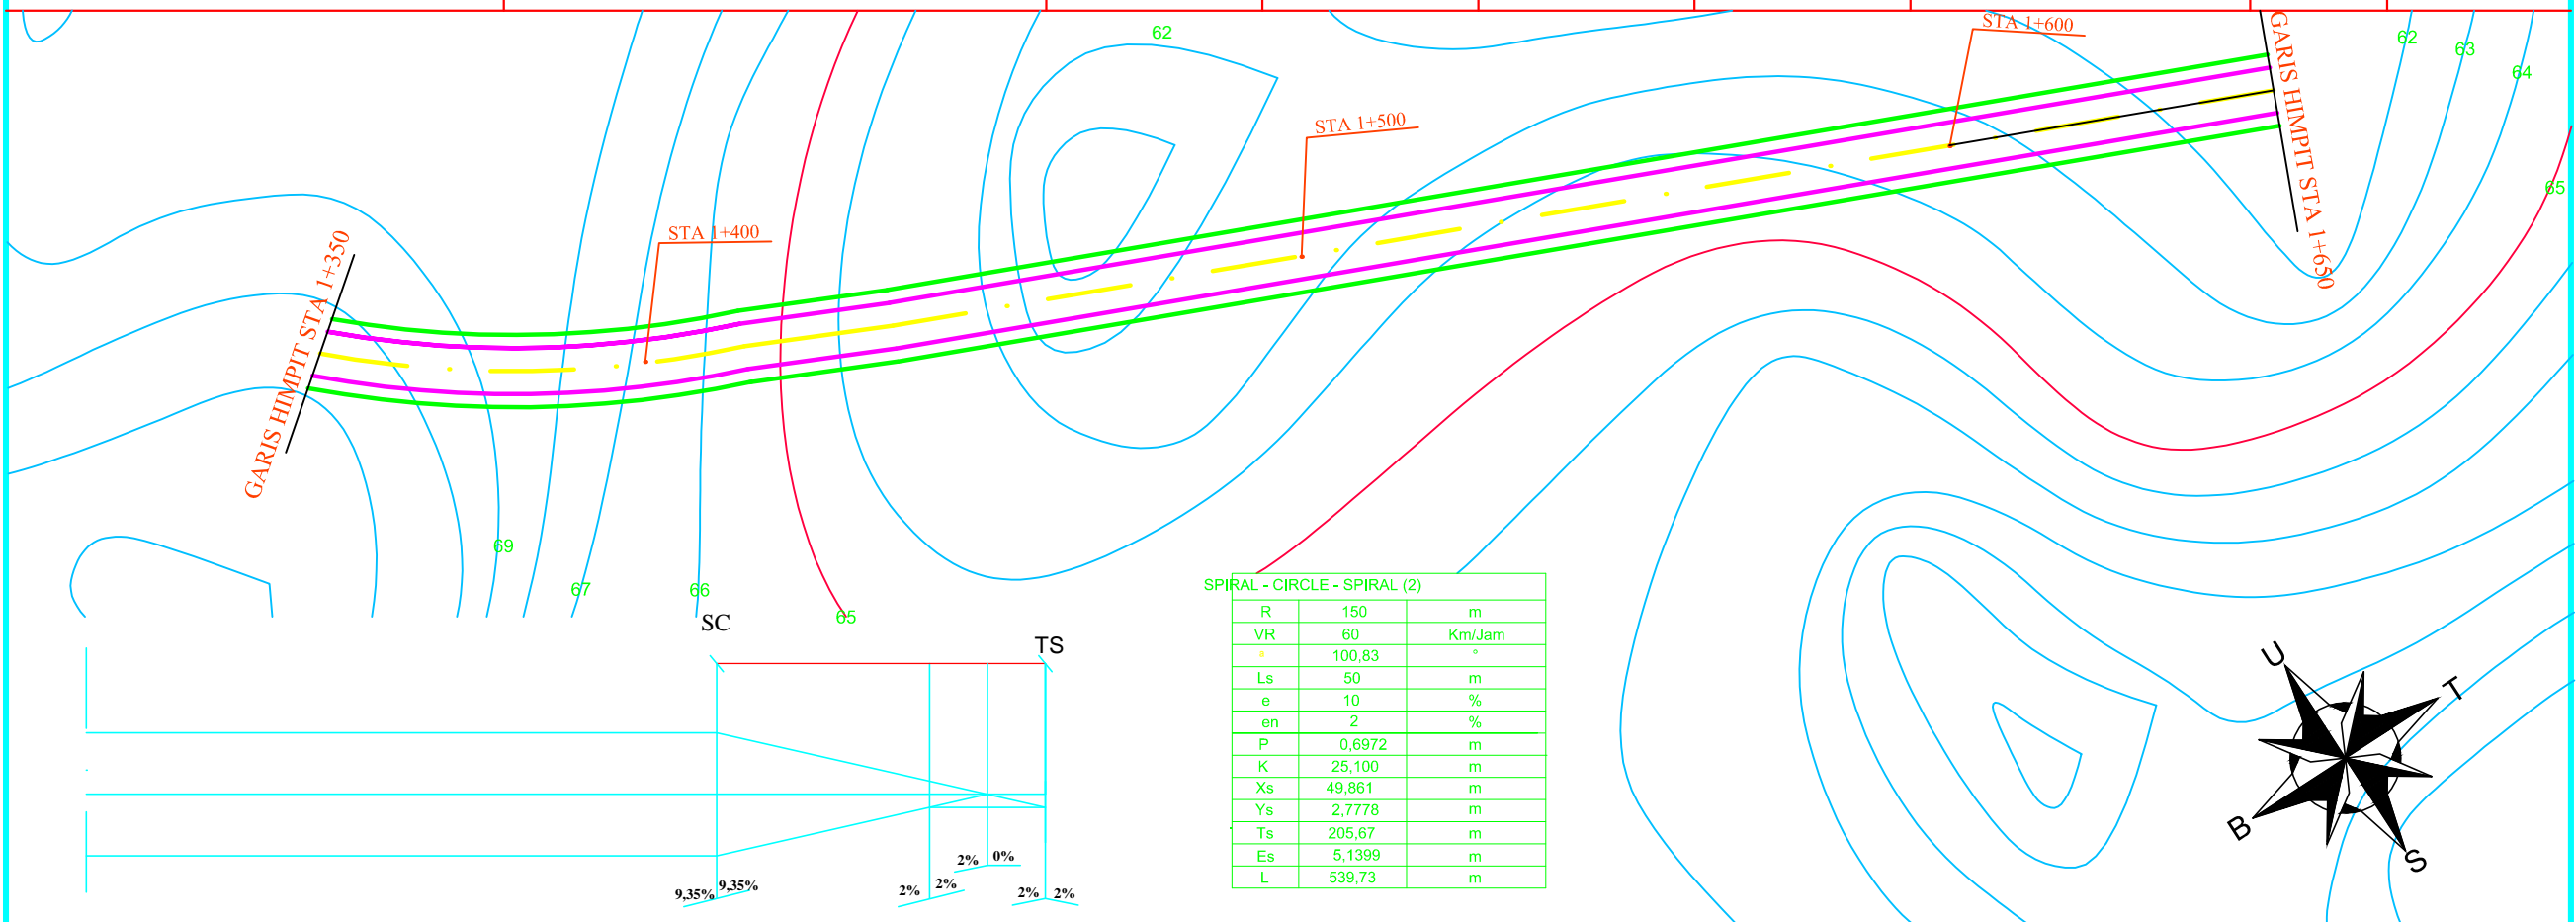 62
STA 1+600
GARIS HIMPIT STA 1+650
62
63
64
65
STA 1+500
STA 1+400
GARIS HIMPIT STA 1+350
69
67
66
65
SC
TS
9,35% 9,35%
2% 2%
2% 0%
2% 2%
SPIRAL - CIRCLE - SPIRAL (2)
R 150 m
VR 60 Km/Jam
100,83 °
Ls 50 m
e 10 %
en 2 %
P 0,6972 m
K 25,100 m
Xs 49,861 m
Ys 2,7778 m
Ts 205,67 m
Es 5,1399 m
L 539,73 m
U
T
B
S